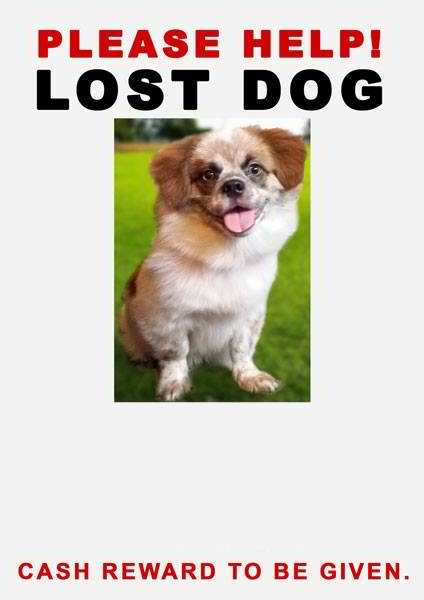 PLEASE HELP!
LOST DOG
CASH REWARD TO BE GIVEN.